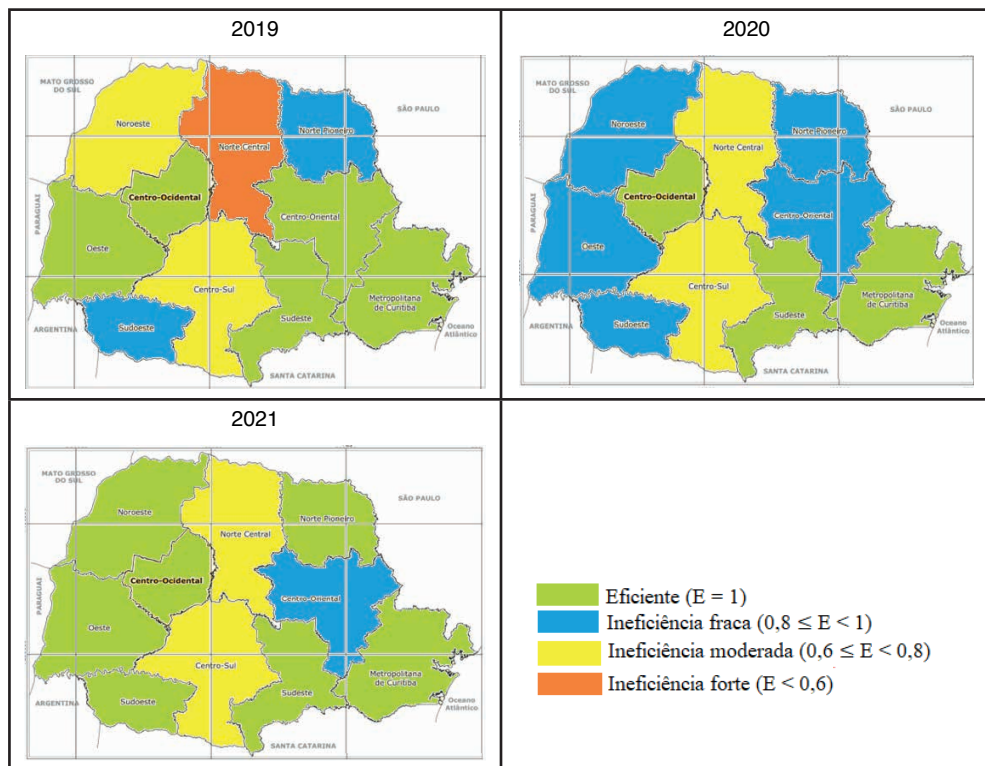 2019
MATO GROSSO
DO SUL
SÃO PAULO
Noroeste
Norte Pioneiro
Norte Central
Centro-Ocidental
PARAGUAI
Centro-Oriental
Oeste
Centro-Sul
Metropolitana
de Curitiba
Sudeste
ARGENTINA
Sudoeste
Oceano
Atlântico
SANTA CATARINA
2020
MATO GROSSO
DO SUL
SÃO PAULO
Noroeste
Norte Pioneiro
Norte Central
Centro-Ocidental
PARAGUAI
Centro-Oriental
Oeste
Centro-Sul
Metropolitana
de Curitiba
Sudeste
ARGENTINA
Sudoeste
Oceano
Atlântico
SANTA CATARINA
2021
MATO GROSSO
DO SUL
SÃO PAULO
Noroeste
Norte Pioneiro
Norte Central
Centro-Ocidental
PARAGUAI
Centro-Oriental
Oeste
Centro-Sul
Metropolitana
de Curitiba
Sudeste
ARGENTINA
Sudoeste
Oceano
Atlântico
SANTA CATARINA
Eficiente (E = 1)
Ineficiência fraca (0,8 ≤ E < 1)
Ineficiência moderada (0,6 ≤ E < 0,8)
Ineficiência forte (E < 0,6)